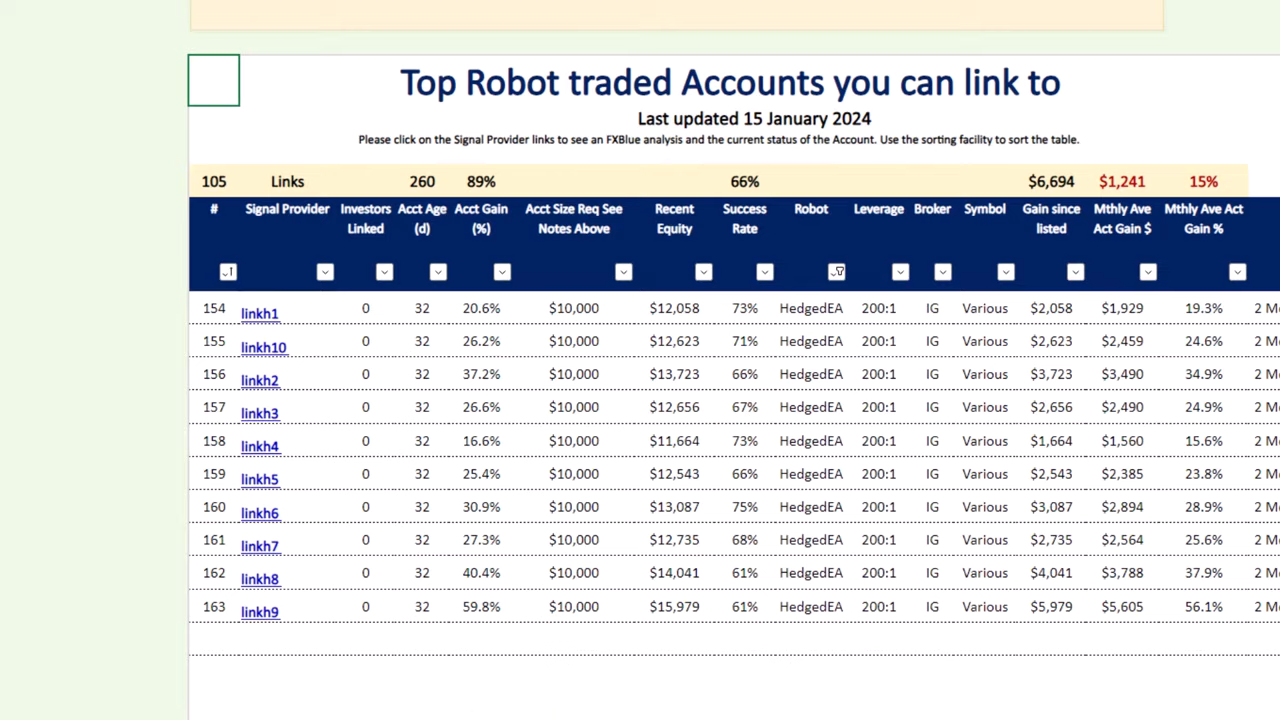 Top Robot traded Accounts you can link to
Last updated 15 January 2024
Please click on the Signal Provider links to see an FXBlue analysis and the current status of the Account. Use the sorting facility to sort the table.
105 Links 260 89% 66% $6,694 $1,241 15%
# Signal Provider Investors Acct Age Acct Gain Acct Size Req See Recent Success Robot Leverage Broker Symbol Gain since Mthly Ave Mthly Ave Act
Linked (d) (%) Notes Above Equity Rate listed Act Gain $ Gain %
154 linkh1 0 32 20.6% $10,000 $12,058 73% HedgedEA 200:1 IG Various $2,058 $1,929 19.3% 2 M
155 linkh10 0 32 26.2% $10,000 $12,623 71% HedgedEA 200:1 IG Various $2,623 $2,459 24.6% 2 M
156 linkh2 0 32 37.2% $10,000 $13,723 66% HedgedEA 200:1 IG Various $3,723 $3,490 34.9% 2 M
157 linkh3 0 32 26.6% $10,000 $12,656 67% HedgedEA 200:1 IG Various $2,656 $2,490 24.9% 2 M
158 linkh4 0 32 16.6% $10,000 $11,664 73% HedgedEA 200:1 IG Various $1,664 $1,560 15.6% 2 M
159 linkh5 0 32 25.4% $10,000 $12,543 66% HedgedEA 200:1 IG Various $2,543 $2,385 23.8% 2 M
160 linkh6 0 32 30.9% $10,000 $13,087 75% HedgedEA 200:1 IG Various $3,087 $2,894 28.9% 2 M
161 linkh7 0 32 27.3% $10,000 $12,735 68% HedgedEA 200:1 IG Various $2,735 $2,564 25.6% 2 M
162 linkh8 0 32 40.4% $10,000 $14,041 61% HedgedEA 200:1 IG Various $4,041 $3,788 37.9% 2 M
163 linkh9 0 32 59.8% $10,000 $15,979 61% HedgedEA 200:1 IG Various $5,979 $5,605 56.1% 2 M